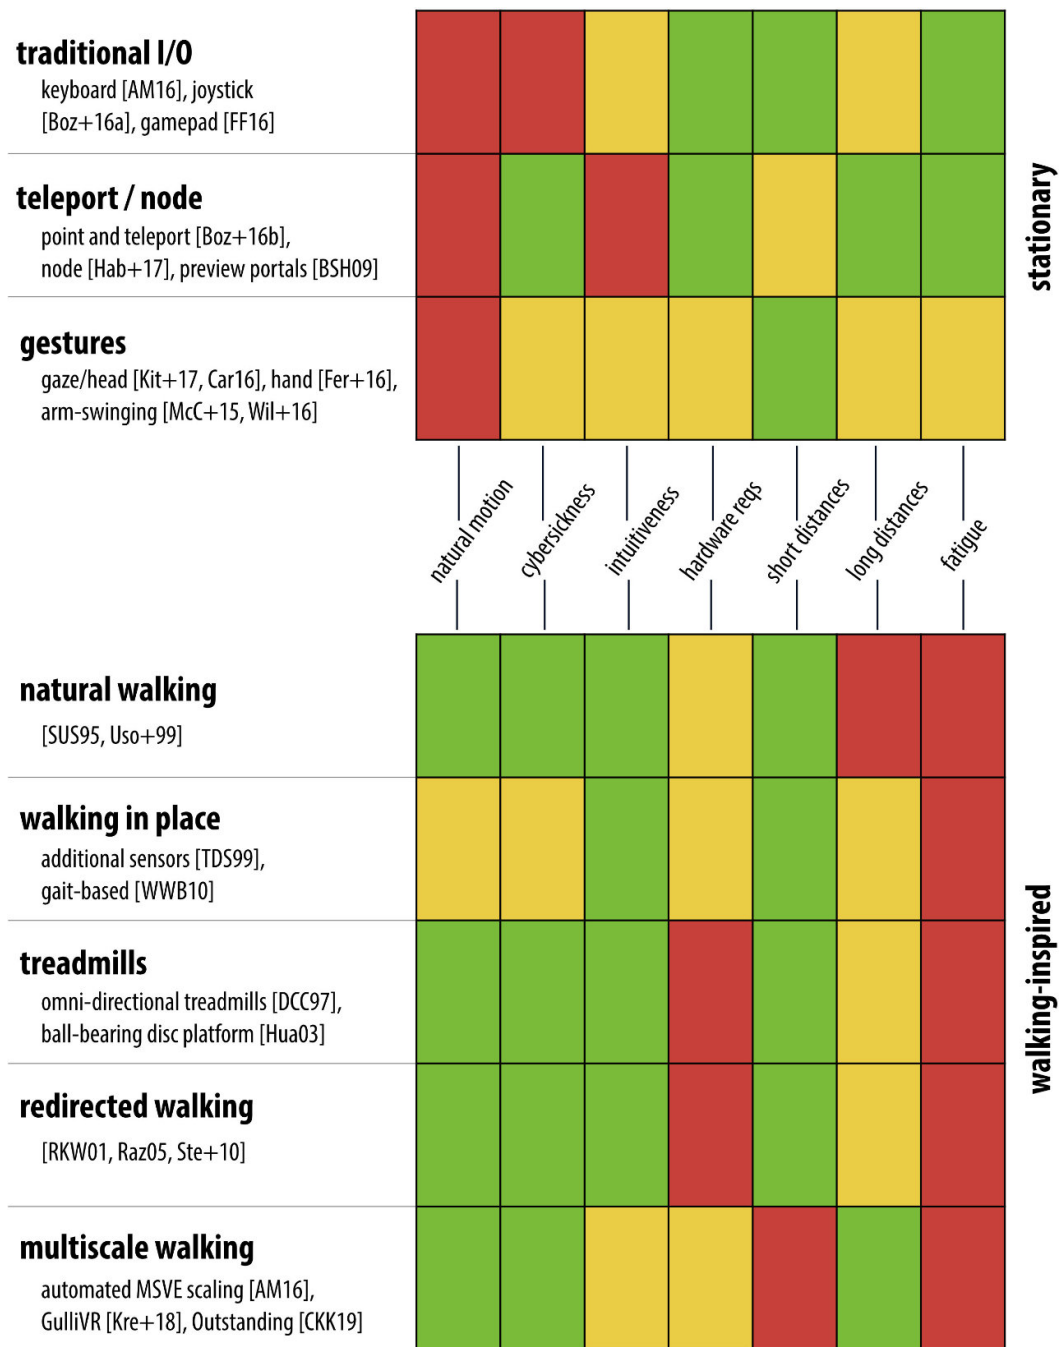 traditional I/O
keyboard [AM16], joystick
[Boz+16a], gamepad [FF16]
teleport / node
point and teleport [Boz+16b],
node [Hab+17], preview portals [BSH09]
gestures
gaze/head [Kit+17, Car16], hand [Fer+16],
arm-swinging [McC+15, Wil+16]
stationary
natural motion
cybersickness
intuitiveness
hardware reqs
short distances
long distances
fatigue
natural walking
[SUS95, Uso+99]
walking in place
additional sensors [TDS99],
gait-based [WWB10]
treadmills
omni-directional treadmills [DCC97],
ball-bearing disc platform [Hua03]
redirected walking
[RKW01, Raz05, Ste+10]
multiscale walking
automated MSVE scaling [AM16],
GulliVR [Kre+18], Outstanding [CKK19]
walking-inspired